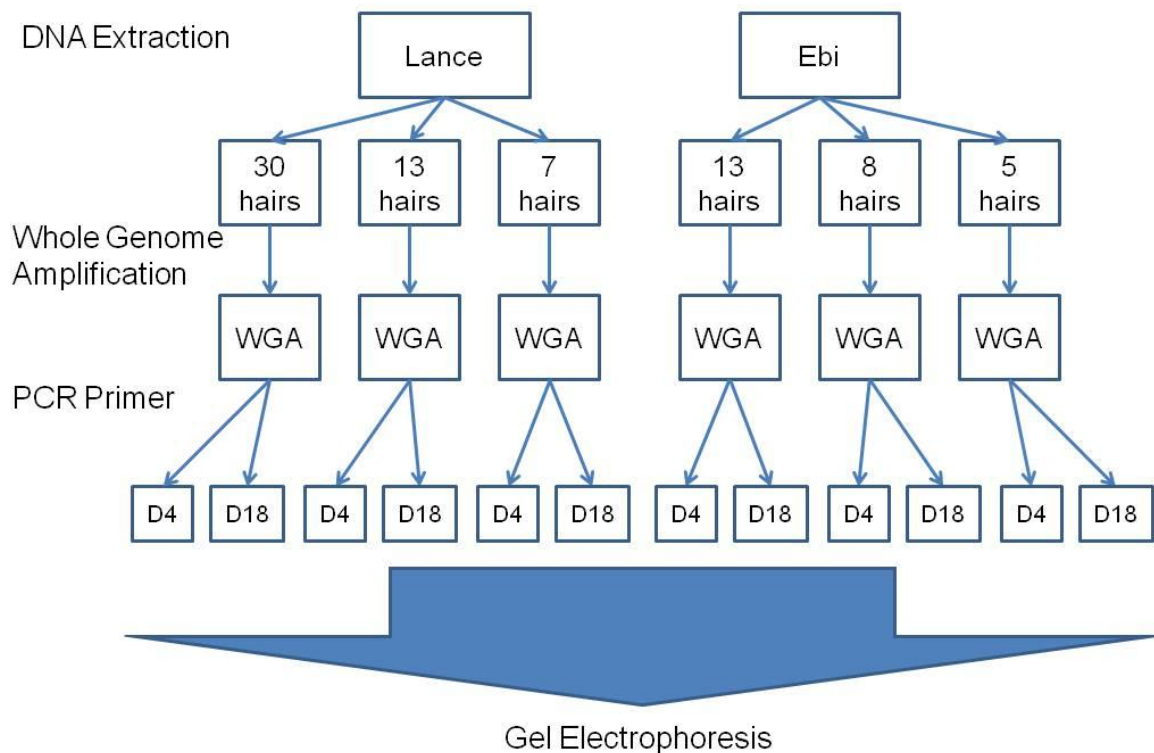 DNA Extraction
Lance
Ebi
30
hairs
13
hairs
7
hairs
13
hairs
8
hairs
5
hairs
Whole Genome
Amplification
WGA
WGA
WGA
WGA
WGA
WGA
PCR Primer
D4
D18
D4
D18
D4
D18
D4
D18
D4
D18
D4
D18
Gel Electrophoresis